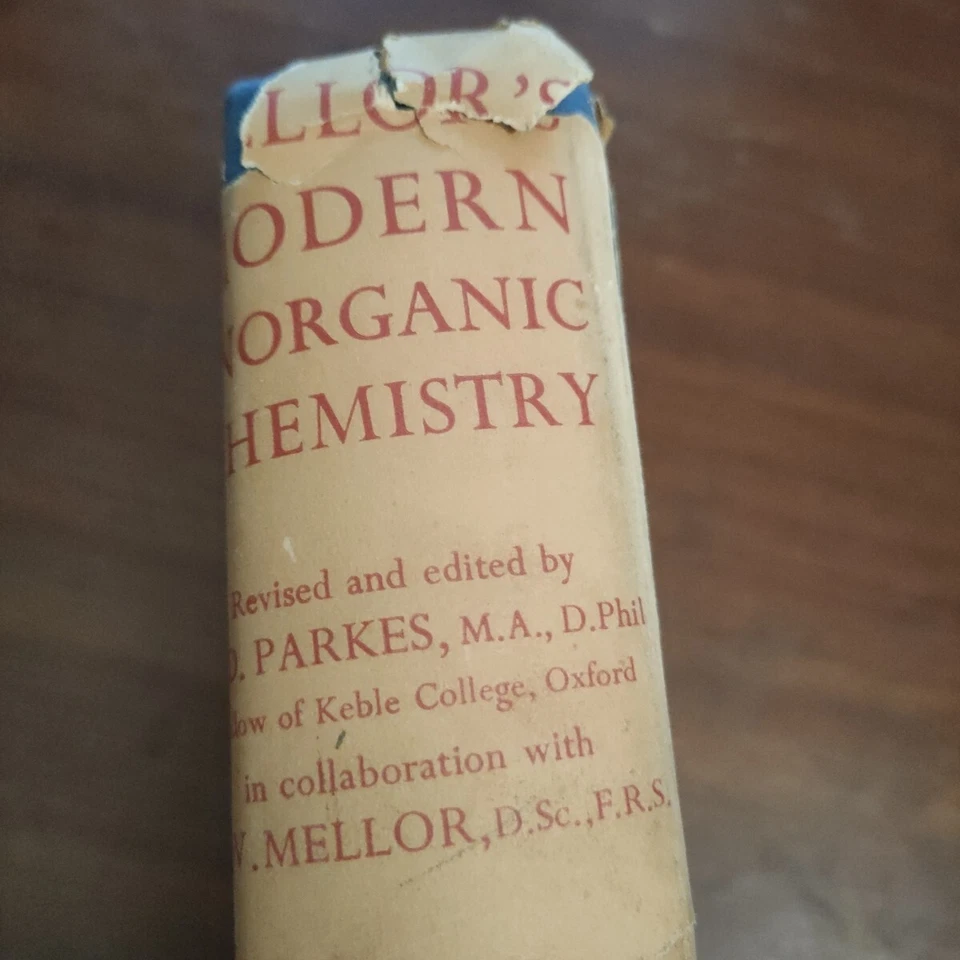 ELLOR'S
ODERN
NORGANIC
HEMISTRY
Revised and edited by
D. PARKES, M.A., D.Phil
low of Keble College, Oxford
in collaboration with
W. MELLOR, D.Sc., F.R.S.